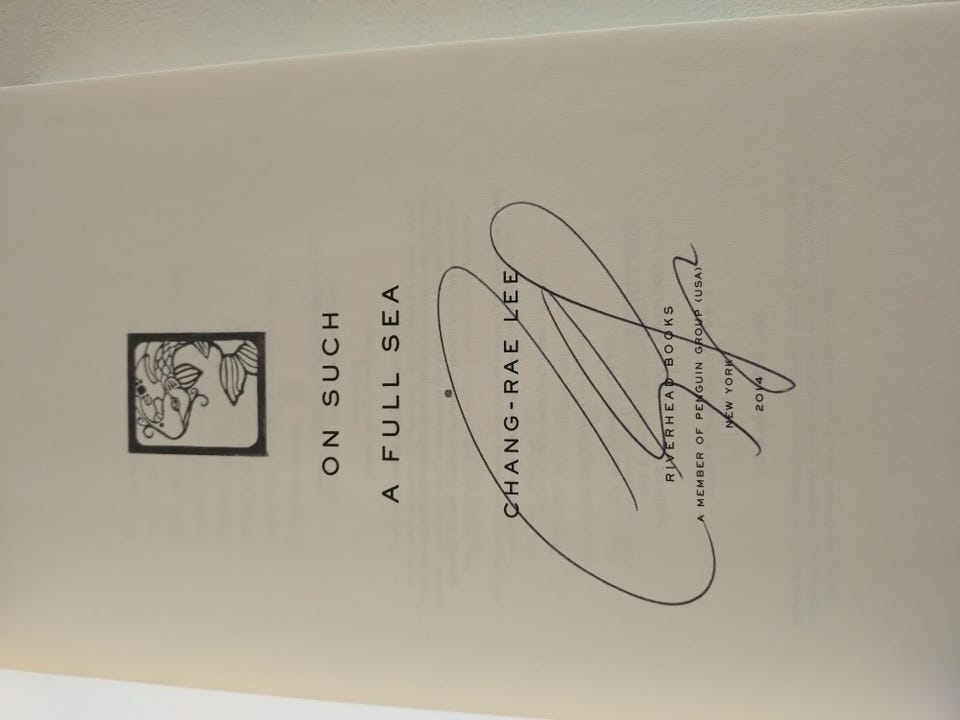 ON SUCH
A FULL SEA
CHANG-RAE LEE
RIVERHEAD BOOKS
A MEMBER OF PENGUIN GROUP (USA)
NEW YORK
2014